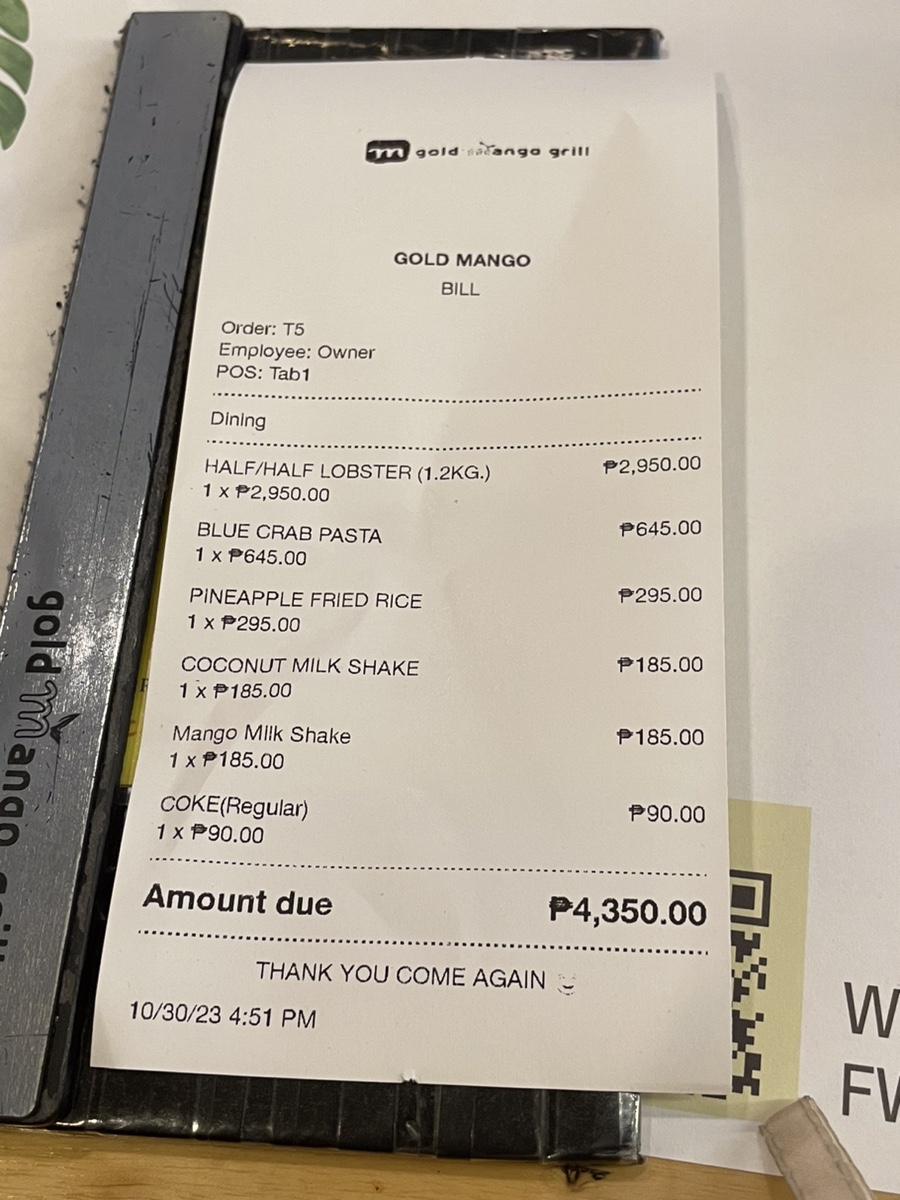 gold mango grill
GOLD MANGO
BILL
Order: T5
Employee: Owner
POS: Tab1
Dining
HALF/HALF LOBSTER (1.2KG.) ₱2,950.00
1 x ₱2,950.00
BLUE CRAB PASTA ₱645.00
1 x ₱645.00
PINEAPPLE FRIED RICE ₱295.00
1 x ₱295.00
COCONUT MILK SHAKE ₱185.00
1 x ₱185.00
Mango Milk Shake ₱185.00
1 x ₱185.00
COKE(Regular) ₱90.00
1 x ₱90.00
Amount due ₱4,350.00
THANK YOU COME AGAIN
10/30/23 4:51 PM
gold mango
W
FW